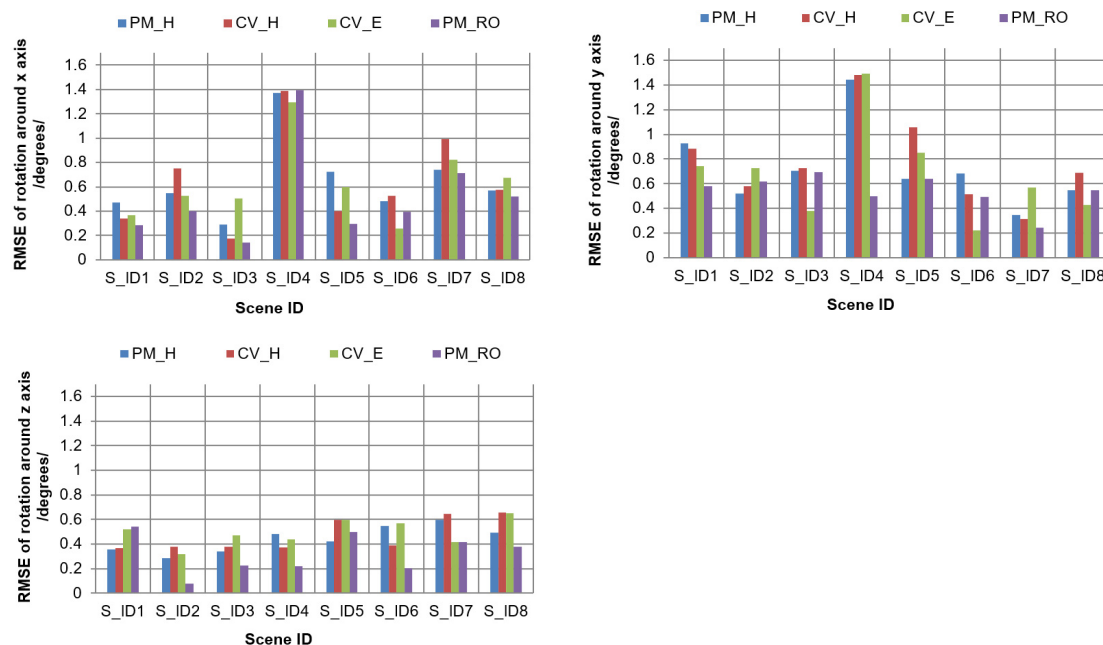 PM_H CV_H CV_E PM_RO
RMSE of rotation around x axis
/degrees/
1.6
1.4
1.2
1
0.8
0.6
0.4
0.2
0
S_ID1 S_ID2 S_ID3 S_ID4 S_ID5 S_ID6 S_ID7 S_ID8
Scene ID
PM_H CV_H CV_E PM_RO
RMSE of rotation around y axis
/degrees/
1.6
1.4
1.2
1
0.8
0.6
0.4
0.2
0
S_ID1 S_ID2 S_ID3 S_ID4 S_ID5 S_ID6 S_ID7 S_ID8
Scene ID
PM_H CV_H CV_E PM_RO
RMSE of rotation around z axis
/degrees/
1.6
1.4
1.2
1
0.8
0.6
0.4
0.2
0
S_ID1 S_ID2 S_ID3 S_ID4 S_ID5 S_ID6 S_ID7 S_ID8
Scene ID